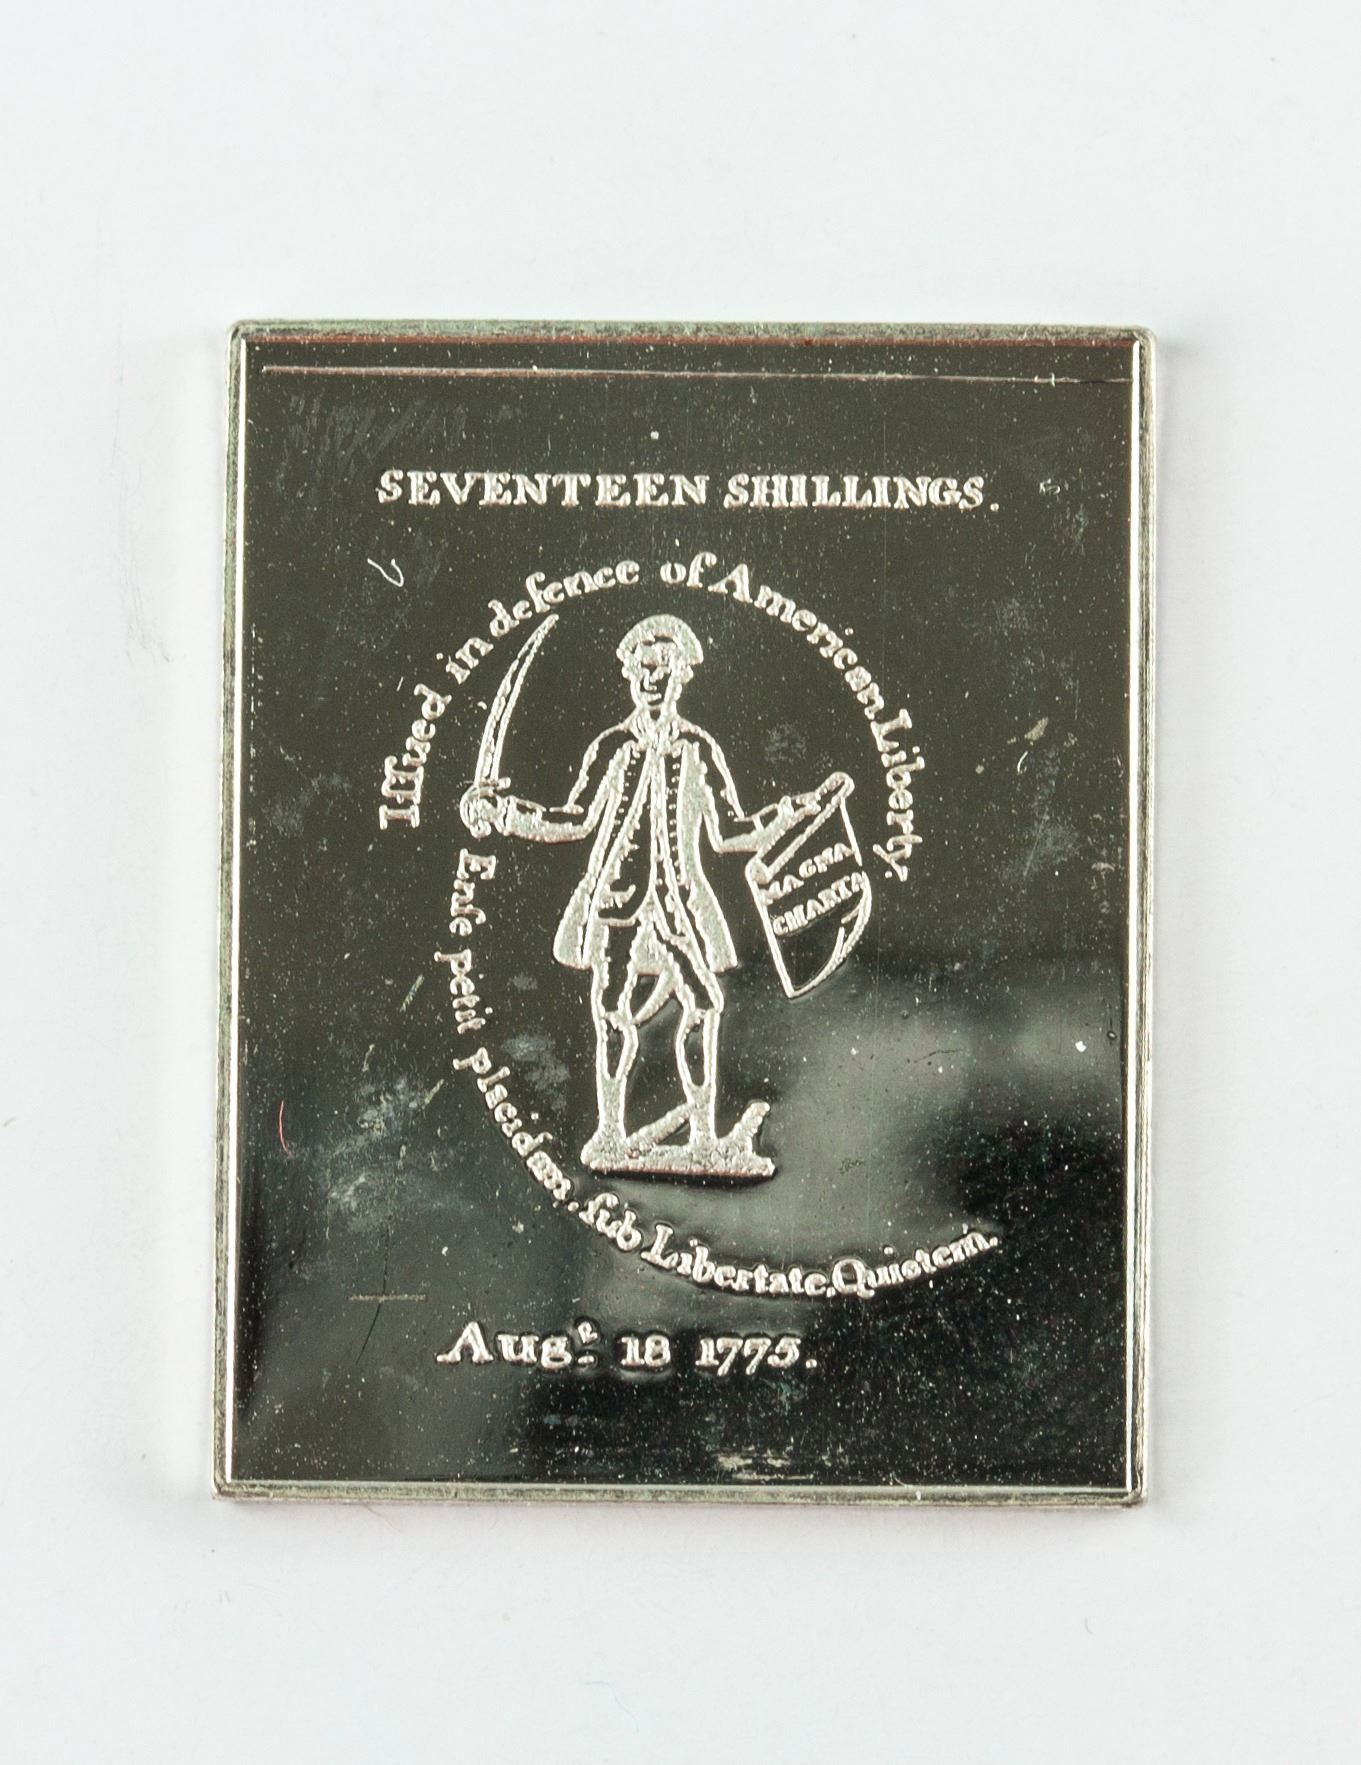 SEVENTEEN SHILLINGS.
Iſſued in defence of American Liberty.
MAGNA
CHARTA
Enſe petit placidam, ſub Libertate, Quietem.
Augᵗ. 18 1775.